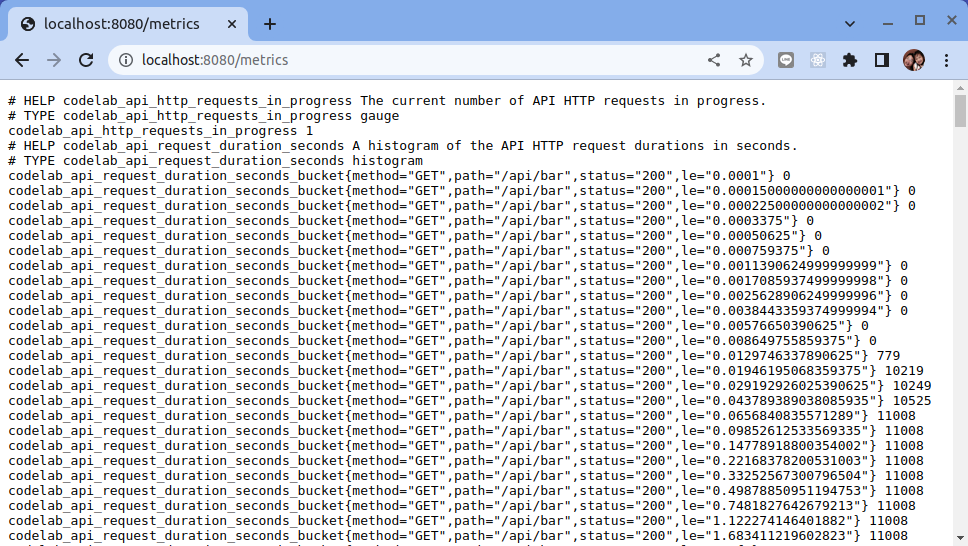 localhost:8080/metrics
localhost:8080/metrics
# HELP codelab_api_http_requests_in_progress The current number of API HTTP requests in progress.
# TYPE codelab_api_http_requests_in_progress gauge
codelab_api_http_requests_in_progress 1
# HELP codelab_api_request_duration_seconds A histogram of the API HTTP request durations in seconds.
# TYPE codelab_api_request_duration_seconds histogram
codelab_api_request_duration_seconds_bucket{method="GET",path="/api/bar",status="200",le="0.0001"} 0
codelab_api_request_duration_seconds_bucket{method="GET",path="/api/bar",status="200",le="0.00015000000000000001"} 0
codelab_api_request_duration_seconds_bucket{method="GET",path="/api/bar",status="200",le="0.00022500000000000002"} 0
codelab_api_request_duration_seconds_bucket{method="GET",path="/api/bar",status="200",le="0.0003375"} 0
codelab_api_request_duration_seconds_bucket{method="GET",path="/api/bar",status="200",le="0.00050625"} 0
codelab_api_request_duration_seconds_bucket{method="GET",path="/api/bar",status="200",le="0.000759375"} 0
codelab_api_request_duration_seconds_bucket{method="GET",path="/api/bar",status="200",le="0.0011390624999999999"} 0
codelab_api_request_duration_seconds_bucket{method="GET",path="/api/bar",status="200",le="0.0017085937499999998"} 0
codelab_api_request_duration_seconds_bucket{method="GET",path="/api/bar",status="200",le="0.0025628906249999996"} 0
codelab_api_request_duration_seconds_bucket{method="GET",path="/api/bar",status="200",le="0.0038443359374999994"} 0
codelab_api_request_duration_seconds_bucket{method="GET",path="/api/bar",status="200",le="0.00576650390625"} 0
codelab_api_request_duration_seconds_bucket{method="GET",path="/api/bar",status="200",le="0.008649755859375"} 0
codelab_api_request_duration_seconds_bucket{method="GET",path="/api/bar",status="200",le="0.0129746337890625"} 779
codelab_api_request_duration_seconds_bucket{method="GET",path="/api/bar",status="200",le="0.01946195068359375"} 10219
codelab_api_request_duration_seconds_bucket{method="GET",path="/api/bar",status="200",le="0.029192926025390625"} 10249
codelab_api_request_duration_seconds_bucket{method="GET",path="/api/bar",status="200",le="0.043789389038085935"} 10525
codelab_api_request_duration_seconds_bucket{method="GET",path="/api/bar",status="200",le="0.0656840835571289"} 11008
codelab_api_request_duration_seconds_bucket{method="GET",path="/api/bar",status="200",le="0.09852612533569335"} 11008
codelab_api_request_duration_seconds_bucket{method="GET",path="/api/bar",status="200",le="0.14778918800354002"} 11008
codelab_api_request_duration_seconds_bucket{method="GET",path="/api/bar",status="200",le="0.22168378200531003"} 11008
codelab_api_request_duration_seconds_bucket{method="GET",path="/api/bar",status="200",le="0.33252567300796504"} 11008
codelab_api_request_duration_seconds_bucket{method="GET",path="/api/bar",status="200",le="0.49878850951194753"} 11008
codelab_api_request_duration_seconds_bucket{method="GET",path="/api/bar",status="200",le="0.7481827642679213"} 11008
codelab_api_request_duration_seconds_bucket{method="GET",path="/api/bar",status="200",le="1.122274146401882"} 11008
codelab_api_request_duration_seconds_bucket{method="GET",path="/api/bar",status="200",le="1.683411219602823"} 11008